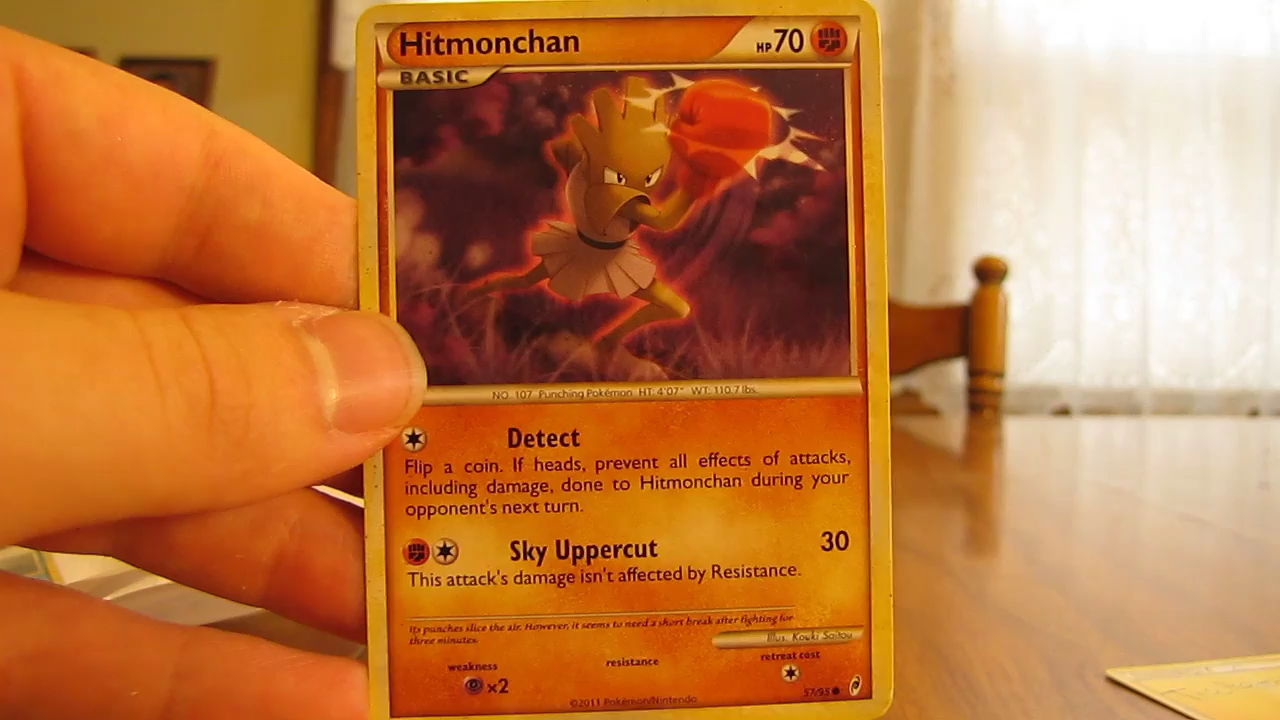 Hitmonchan
HP 70
BASIC
NO. 107 Punching Pokémon HT: 4'07" WT: 110.7 lbs.
Detect
Flip a coin. If heads, prevent all effects of attacks,
including damage, done to Hitmonchan during your
opponent's next turn.
Sky Uppercut 30
This attack's damage isn't affected by Resistance.
Its punches slice the air. However, it seems to need a short break after fighting for
three minutes.
Illus. Kouki Saitou
weakness resistance retreat cost
x2
57/95
©2011 Pokémon/Nintendo